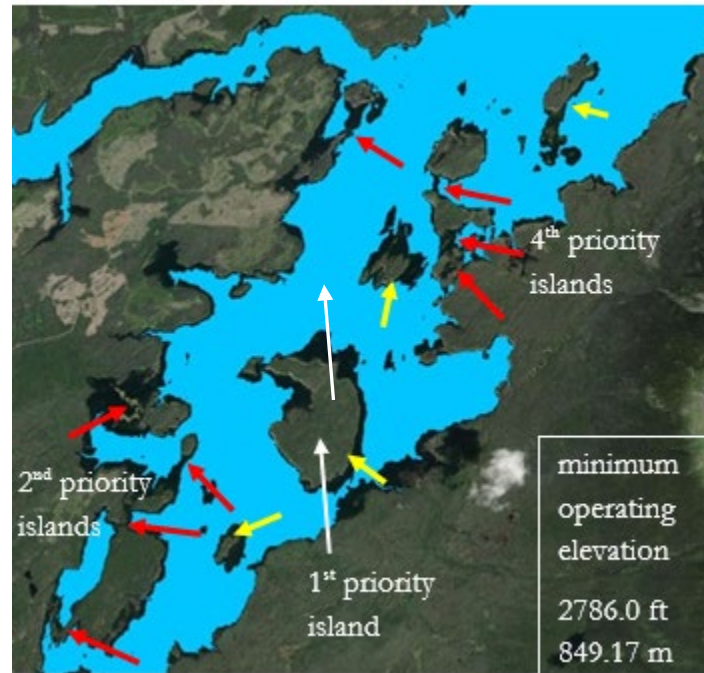 4th priority
islands
2nd priority
islands
1st priority
island
minimum
operating
elevation
2786.0 ft
849.17 m